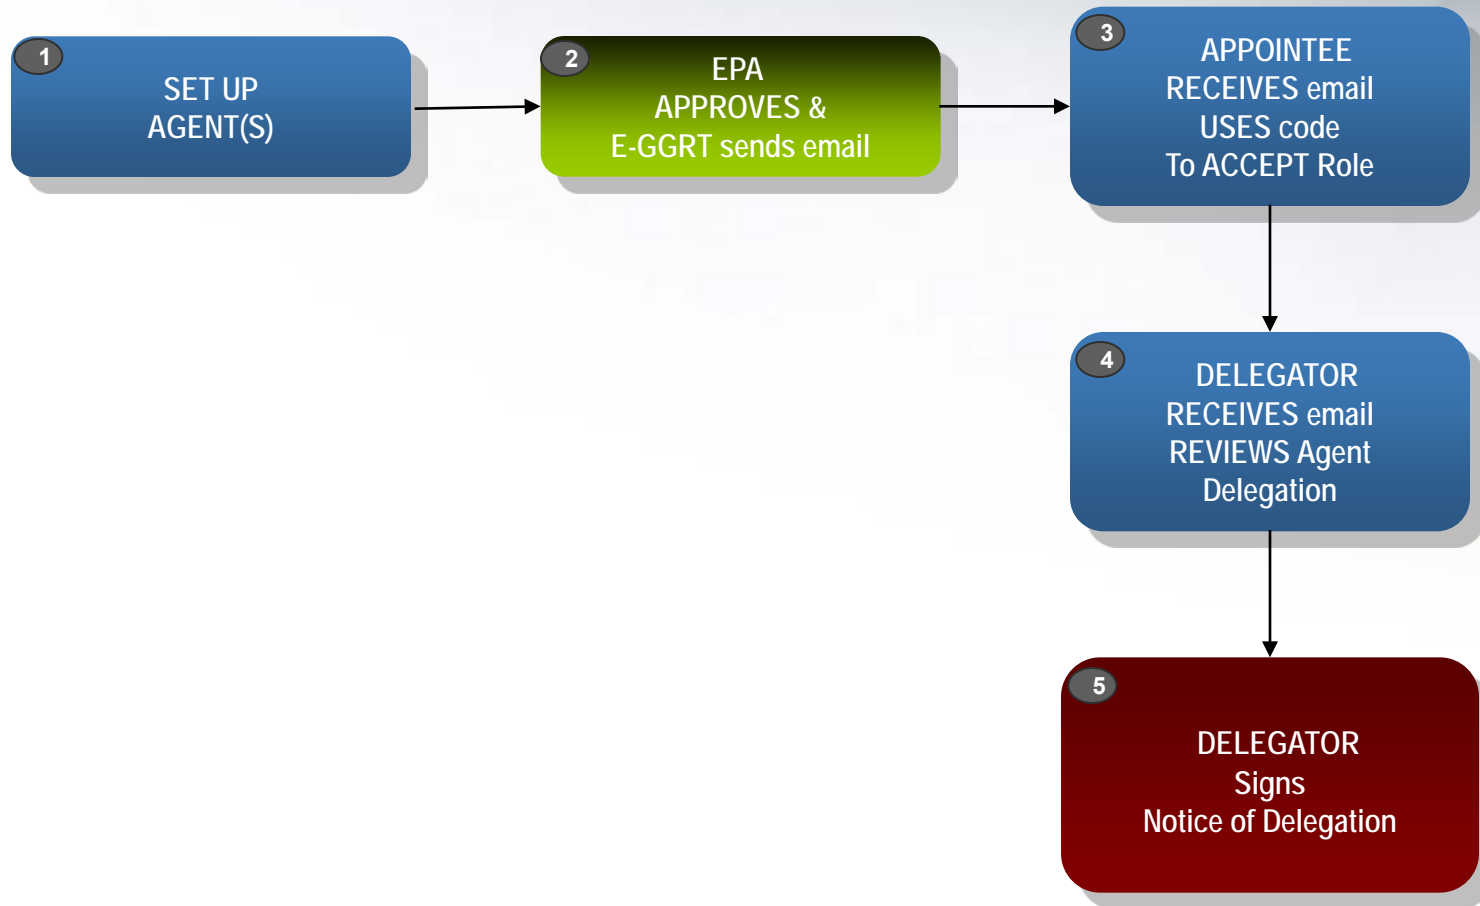 1
SET UP
AGENT(S)
2
EPA
APPROVES &
E-GGRT sends email
3
APPOINTEE
RECEIVES email
USES code
To ACCEPT Role
4
DELEGATOR
RECEIVES email
REVIEWS Agent
Delegation
5
DELEGATOR
Signs
Notice of Delegation